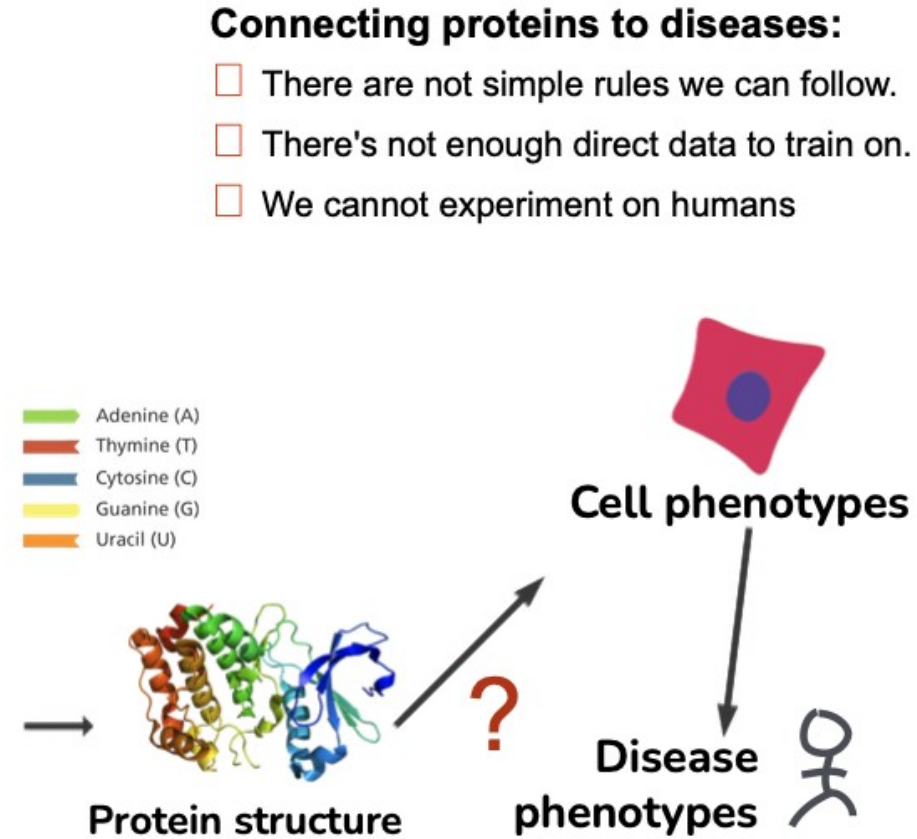 Connecting proteins to diseases:
There are not simple rules we can follow.
There's not enough direct data to train on.
We cannot experiment on humans
Adenine (A)
Thymine (T)
Cytosine (C)
Guanine (G)
Uracil (U)
Cell phenotypes
?
Disease
phenotypes
Protein structure